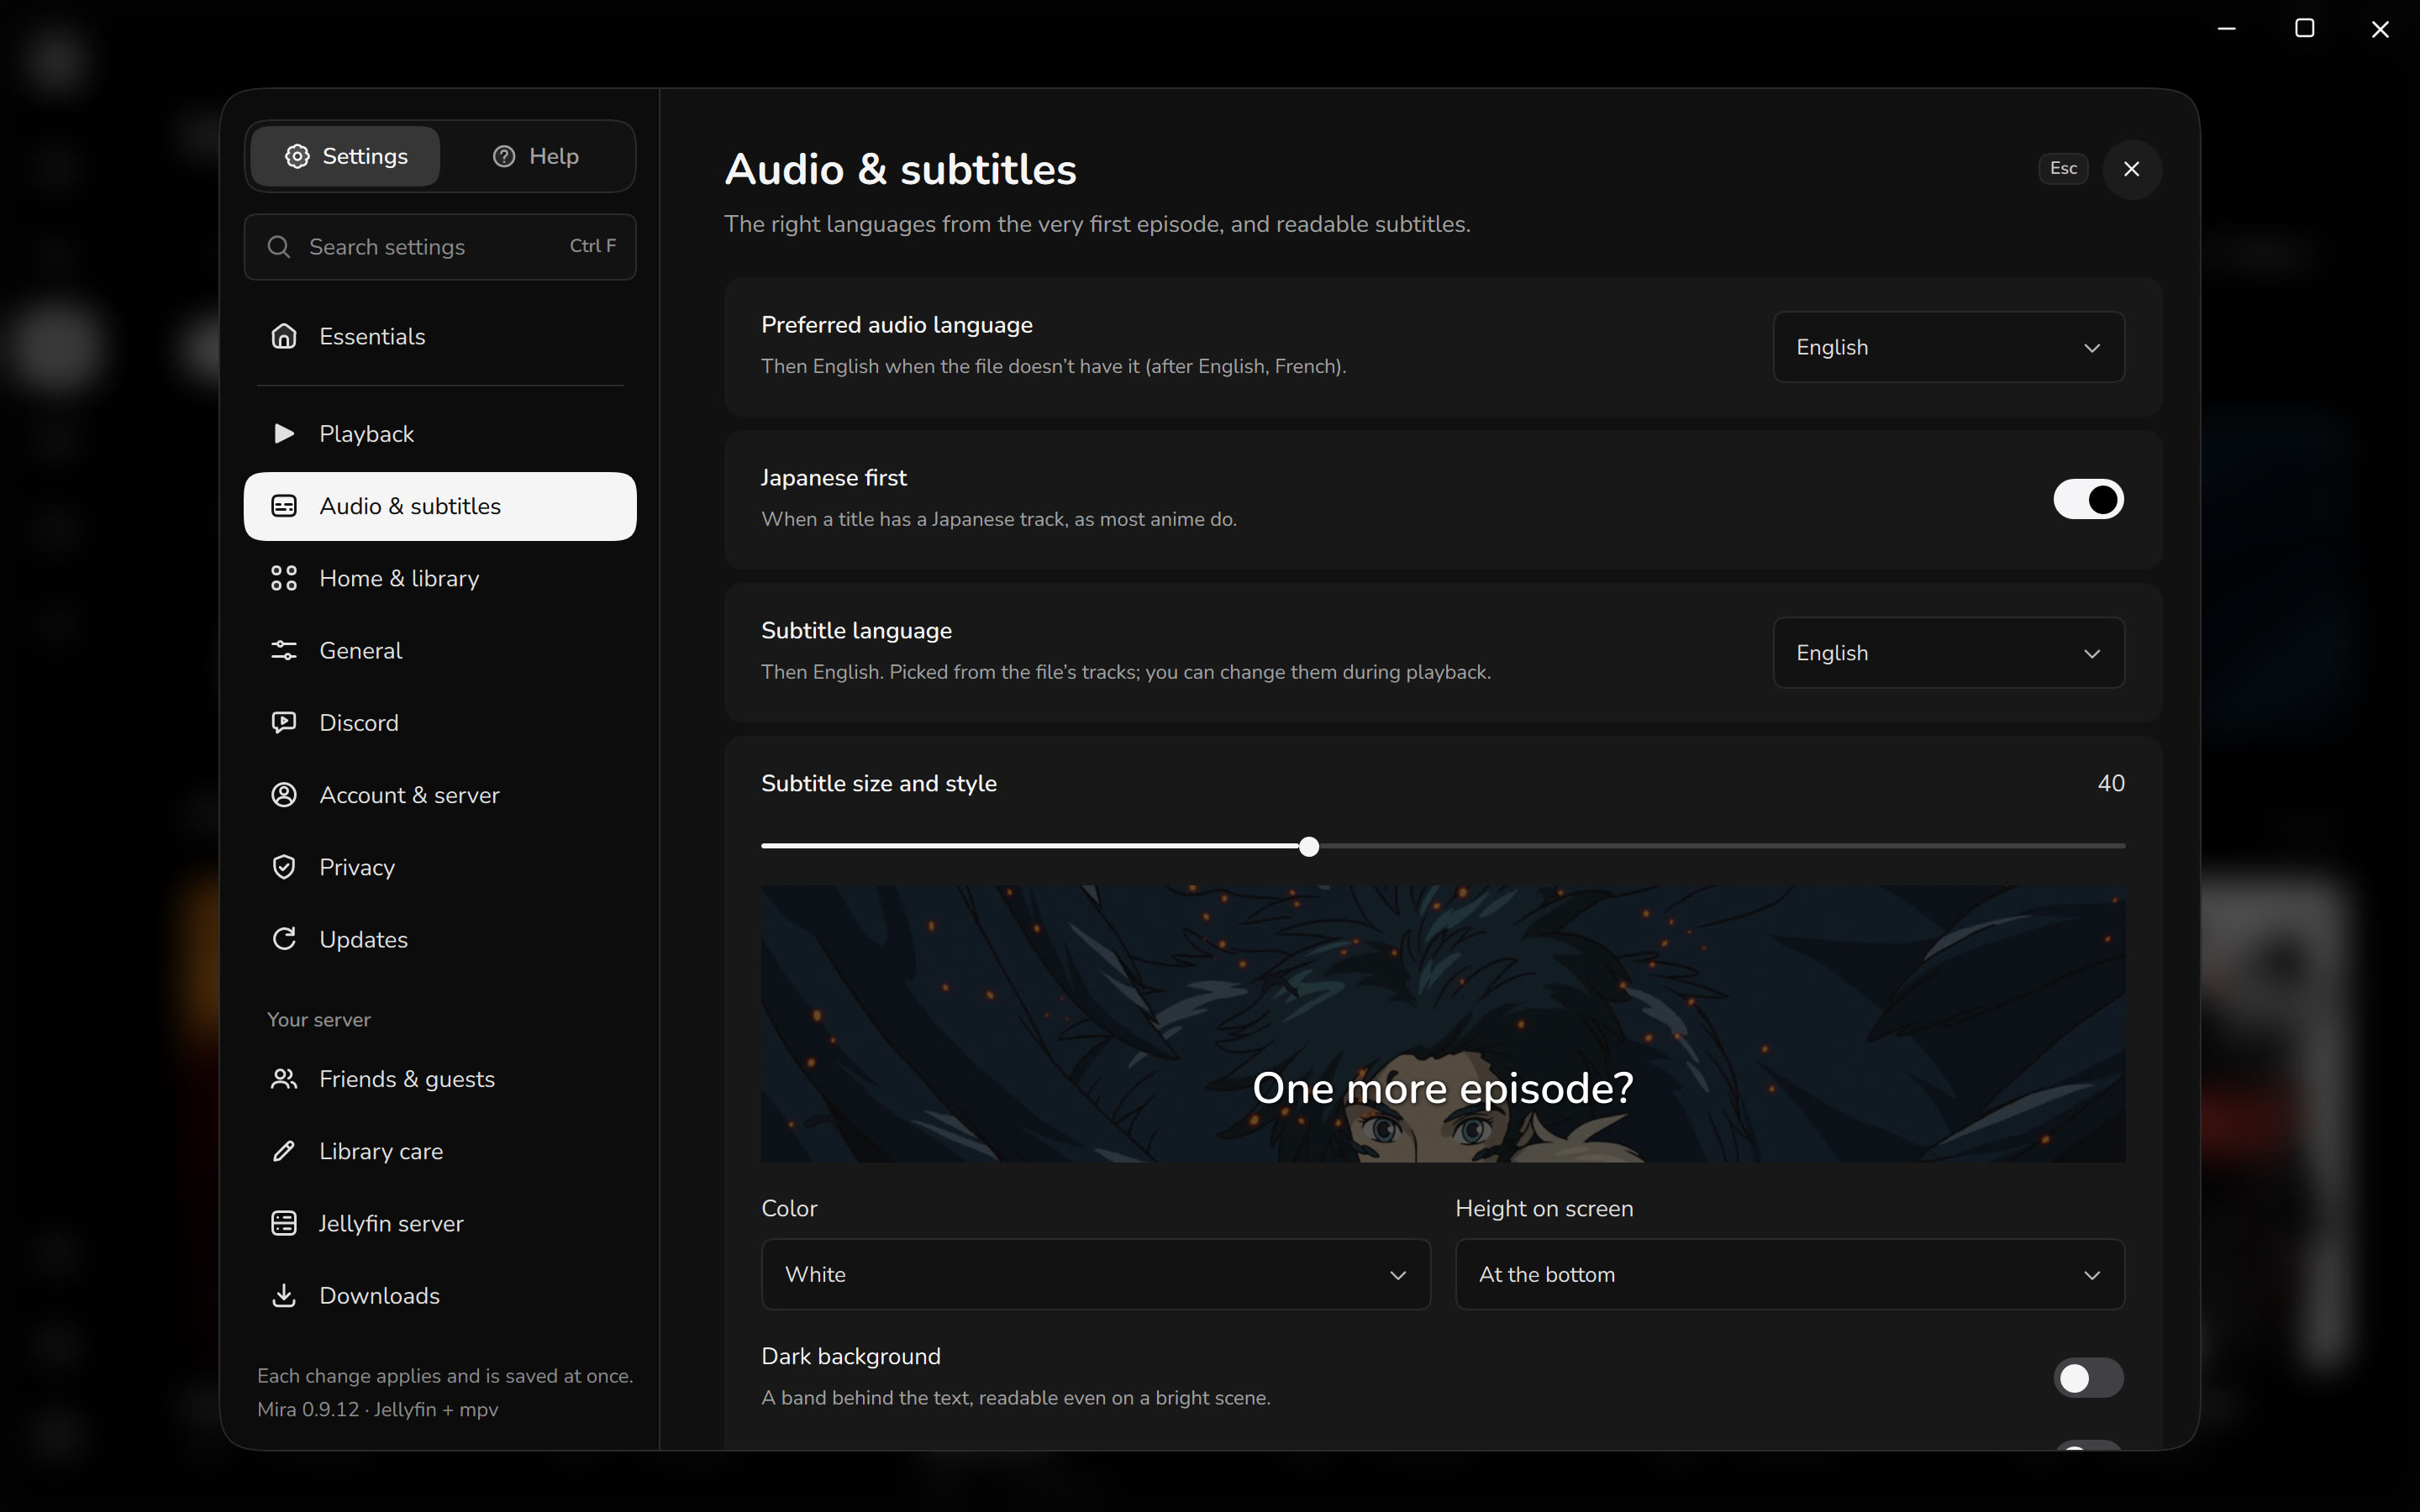 Settings
Help
Search settings
Ctrl F
Essentials
Playback
Audio & subtitles
Home & library
General
Discord
Account & server
Privacy
Updates
Your server
Friends & guests
Library care
Jellyfin server
Downloads
Each change applies and is saved at once.
Mira 0.9.12 · Jellyfin + mpv
Audio & subtitles
Esc
The right languages from the very first episode, and readable subtitles.
Preferred audio language
Then English when the file doesn’t have it (after English, French).
English
Japanese first
When a title has a Japanese track, as most anime do.
Subtitle language
Then English. Picked from the file’s tracks; you can change them during playback.
English
Subtitle size and style
40
One more episode?
Color
White
Height on screen
At the bottom
Dark background
A band behind the text, readable even on a bright scene.